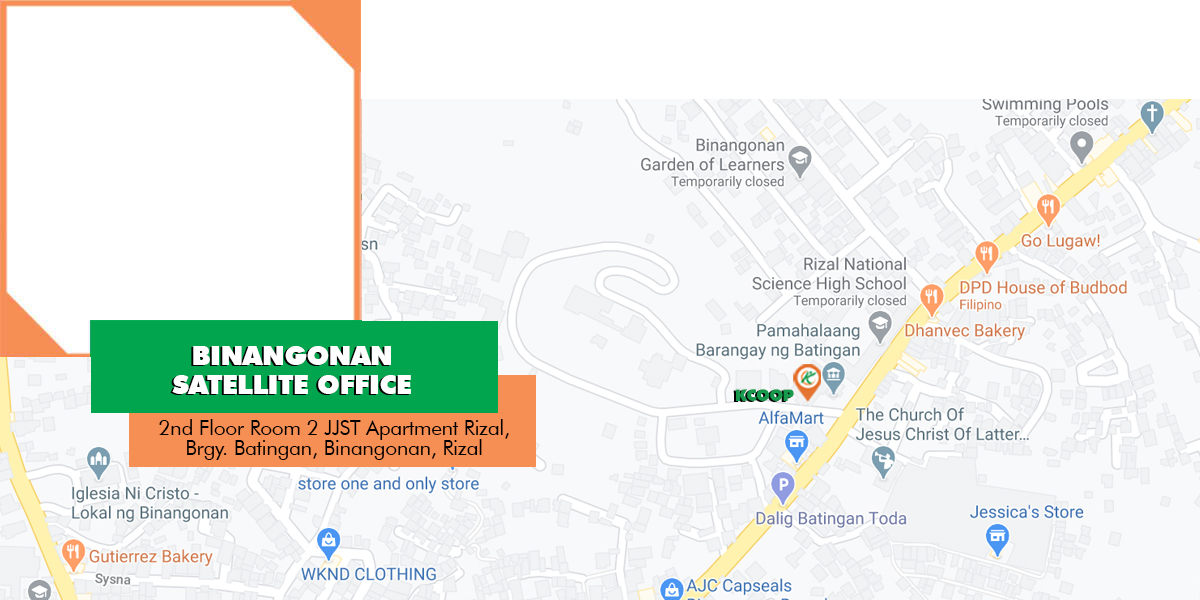 Swimming Pools
Temporarily closed
Binangonan
Garden of Learners
Temporarily closed
sn
Go Lugaw!
Rizal National
Science High School
Temporarily closed
DPD House of Budbod
Filipino
Dhanvec Bakery
Pamahalaang
Barangay ng Batingan
BINANGONAN
SATELLITE OFFICE
KCOOP
AlfaMart
The Church Of
Jesus Christ Of Latter...
2nd Floor Room 2 JJST Apartment Rizal,
Brgy. Batingan, Binangonan, Rizal
store one and only store
Iglesia Ni Cristo -
Lokal ng Binangonan
P
Dalig Batingan Toda
Jessica's Store
Gutierrez Bakery
Sysna
WKND CLOTHING
AJC Capseals